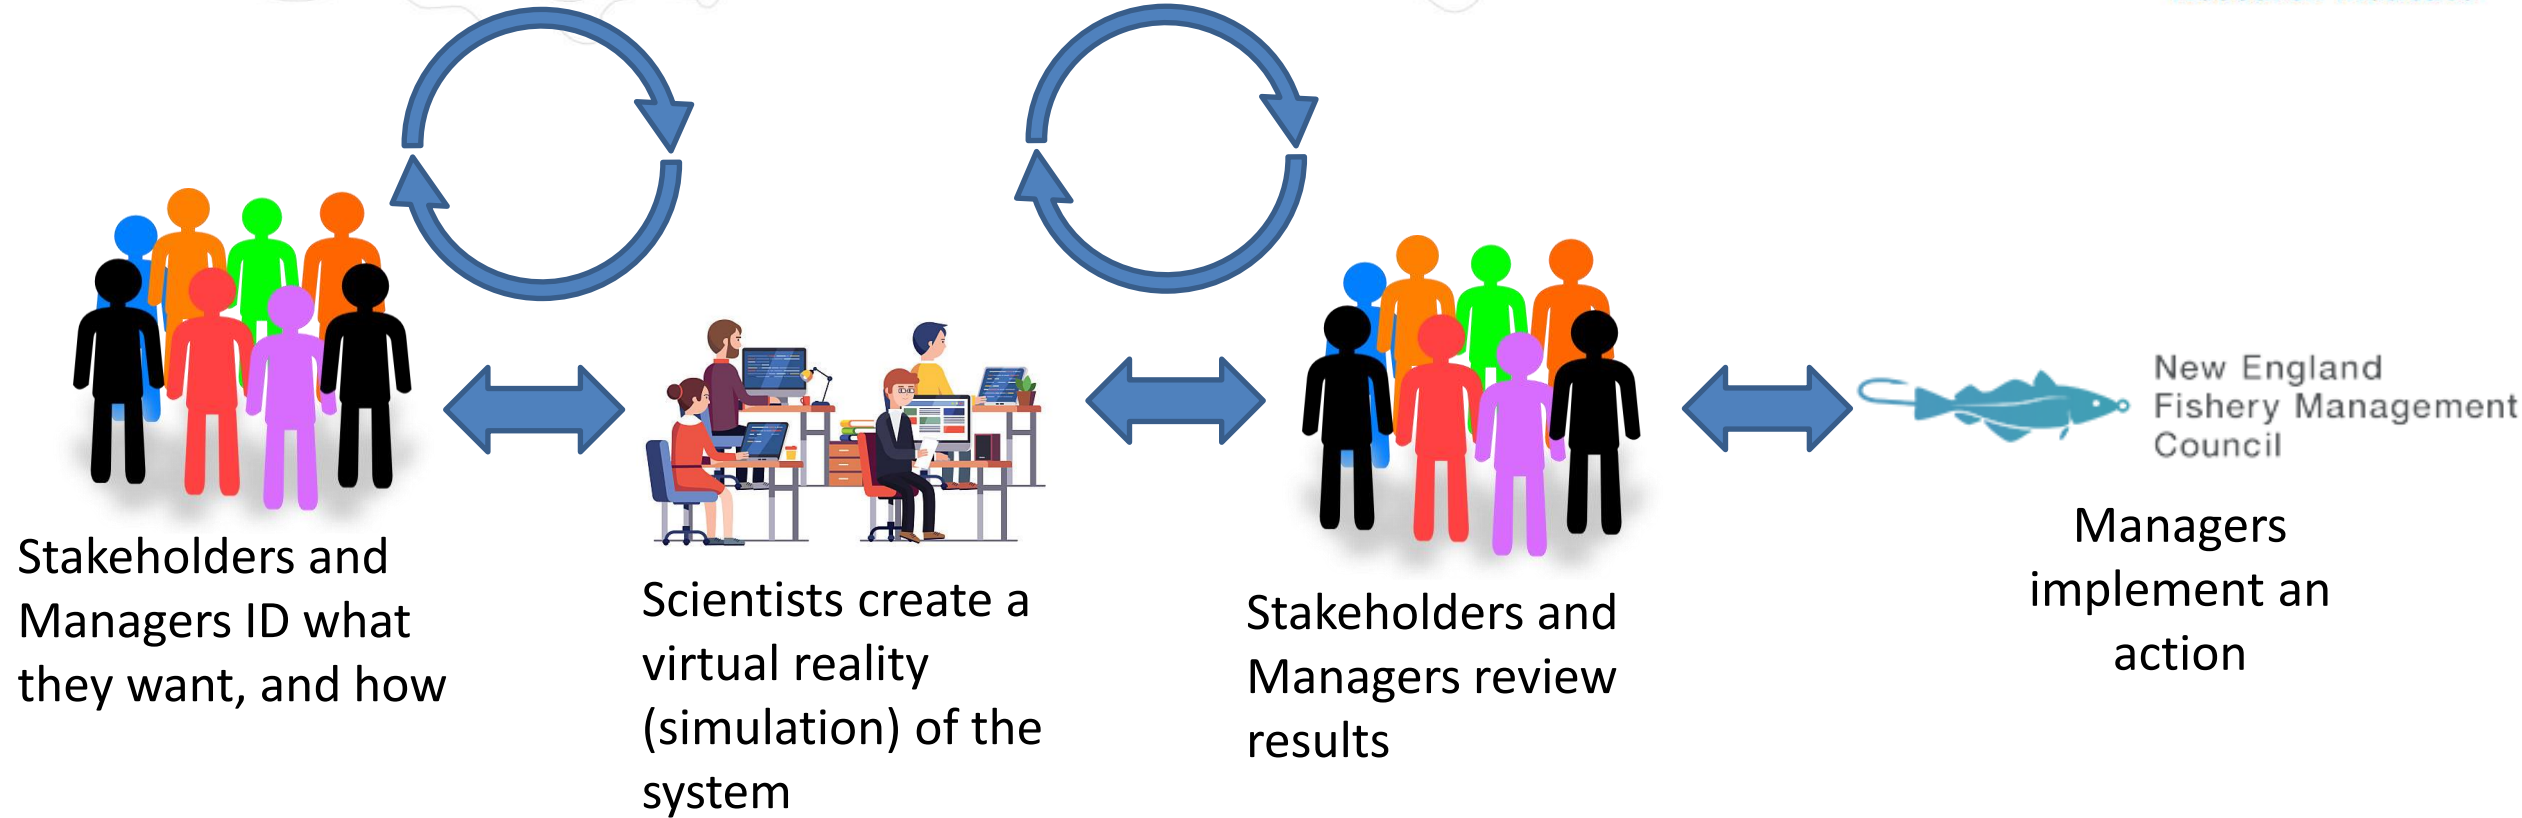 Stakeholders and
Managers ID what
they want, and how
Scientists create a
virtual reality
(simulation) of the
system
Stakeholders and
Managers review
results
New England
Fishery Management
Council
Managers
implement an
action